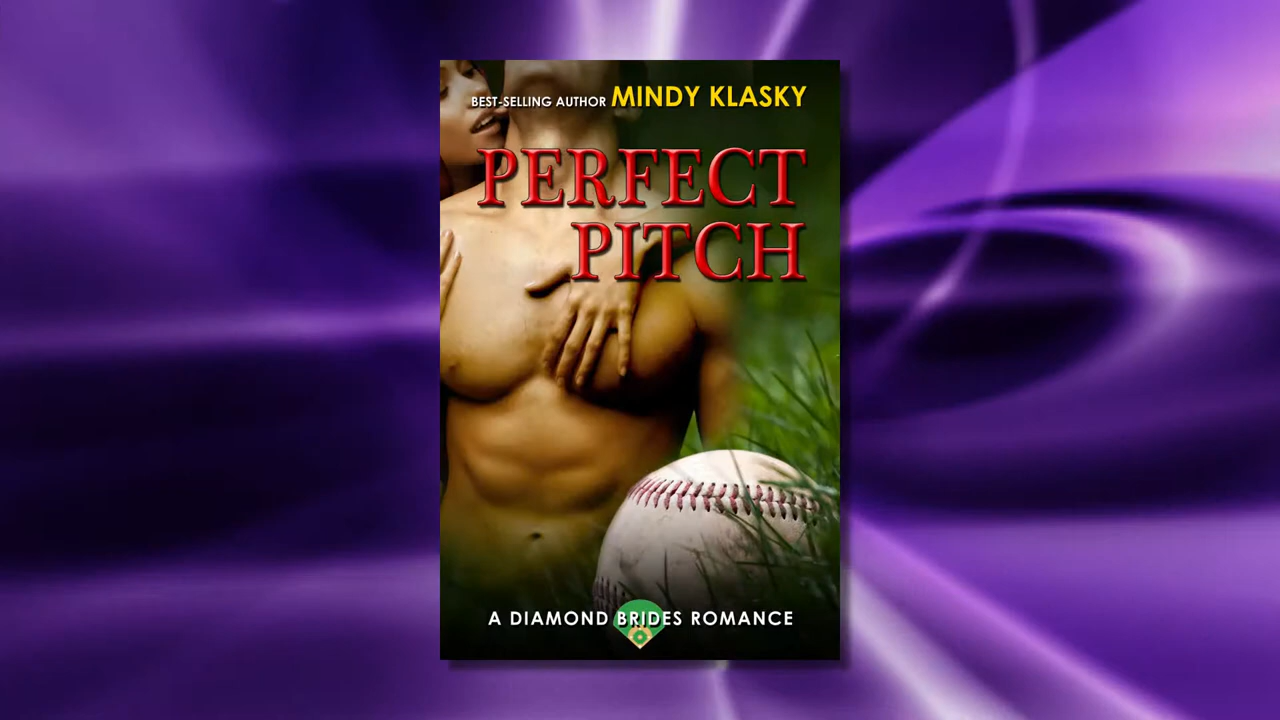 BEST-SELLING AUTHOR MINDY KLASKY
PERFECT
PITCH
A DIAMOND BRIDES ROMANCE